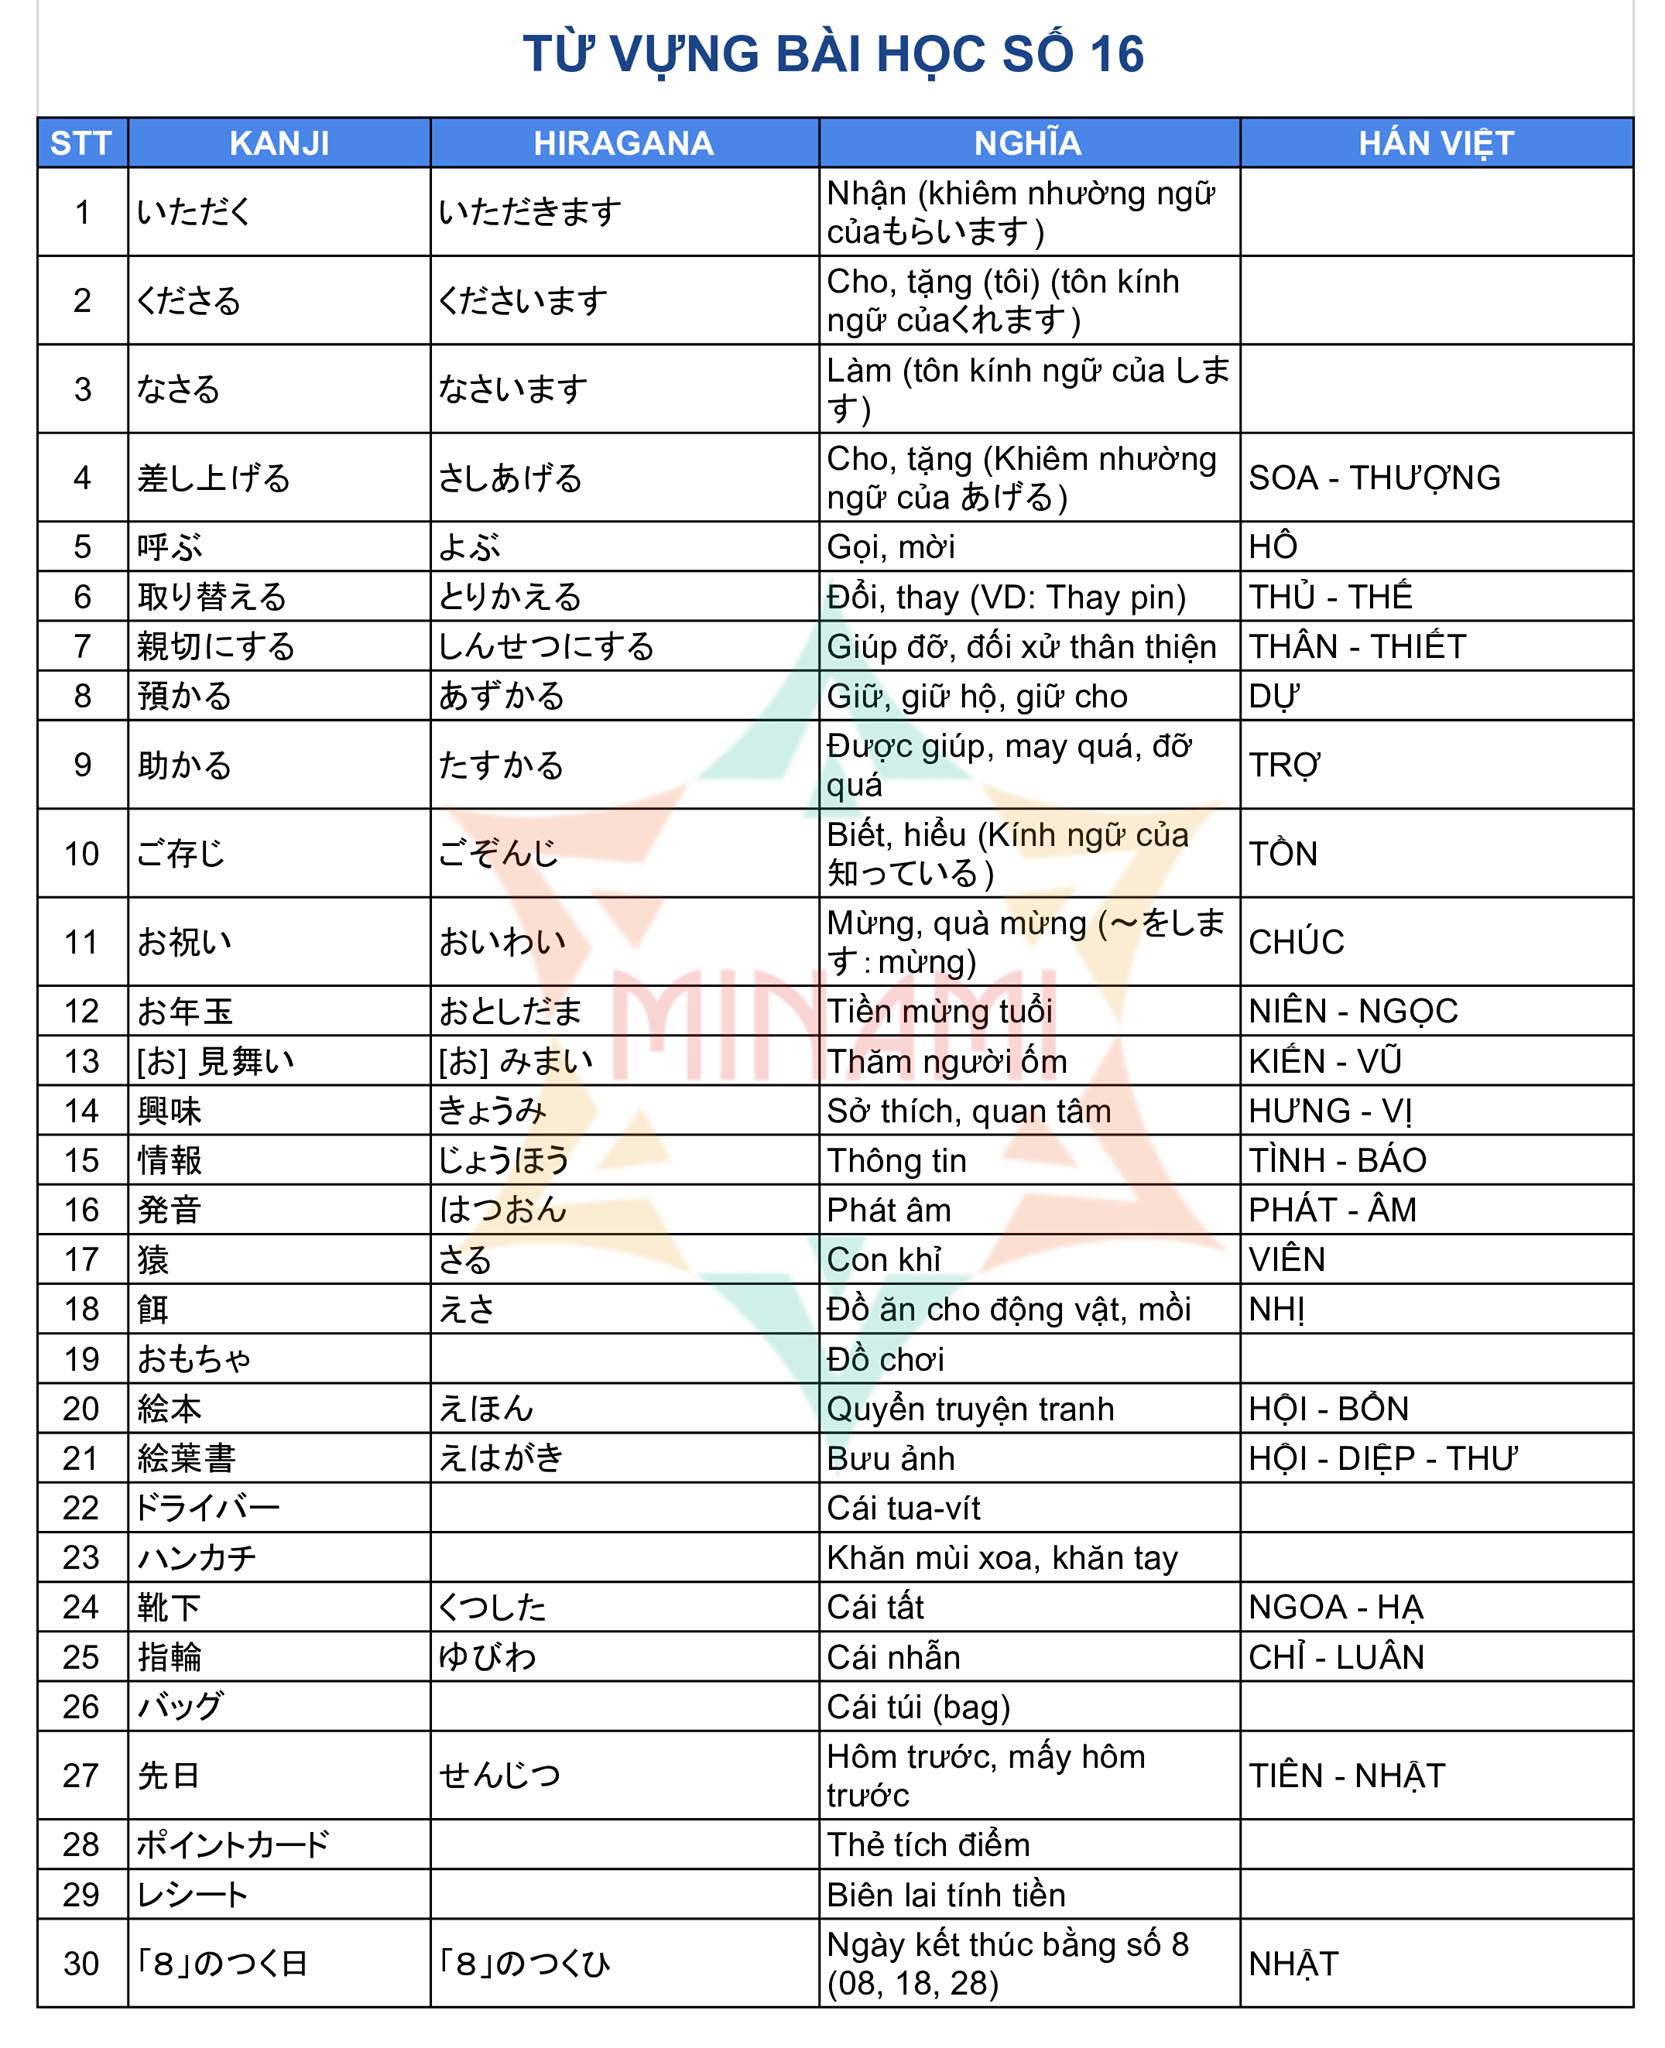 TỪ VỰNG BÀI HỌC SỐ 16
STT KANJI HIRAGANA NGHĨA HÁN VIỆT
1 いただく いただきます Nhận (khiêm nhường ngữ củaもらいます)
2 くださる くださいます Cho, tặng (tôi) (tôn kính ngữ củaくれます)
3 なさる なさいます Làm (tôn kính ngữ của します)
4 差し上げる さしあげる Cho, tặng (Khiêm nhường ngữ của あげる) SOA - THƯỢNG
5 呼ぶ よぶ Gọi, mời HÔ
6 取り替える とりかえる Đổi, thay (VD: Thay pin) THỦ - THẾ
7 親切にする しんせつにする Giúp đỡ, đối xử thân thiện THÂN - THIẾT
8 預かる あずかる Giữ, giữ hộ, giữ cho DỰ
9 助かる たすかる Được giúp, may quá, đỡ quá TRỢ
10 ご存じ ごぞんじ Biết, hiểu (Kính ngữ của 知っている) TỒN
11 お祝い おいわい Mừng, quà mừng (〜をします：mừng) CHÚC
12 お年玉 おとしだま Tiền mừng tuổi NIÊN - NGỌC
13 [お] 見舞い [お] みまい Thăm người ốm KIẾN - VŨ
14 興味 きょうみ Sở thích, quan tâm HƯNG - VỊ
15 情報 じょうほう Thông tin TÌNH - BÁO
16 発音 はつおん Phát âm PHÁT - ÂM
17 猿 さる Con khỉ VIÊN
18 餌 えさ Đồ ăn cho động vật, mồi NHỊ
19 おもちゃ Đồ chơi
20 絵本 えほん Quyển truyện tranh HỘI - BỔN
21 絵葉書 えはがき Bưu ảnh HỘI - DIỆP - THƯ
22 ドライバー Cái tua-vít
23 ハンカチ Khăn mùi xoa, khăn tay
24 靴下 くつした Cái tất NGOA - HẠ
25 指輪 ゆびわ Cái nhẫn CHỈ - LUÂN
26 バッグ Cái túi (bag)
27 先日 せんじつ Hôm trước, mấy hôm trước TIÊN - NHẬT
28 ポイントカード Thẻ tích điểm
29 レシート Biên lai tính tiền
30 「８」のつく日 「８」のつくひ Ngày kết thúc bằng số 8 (08, 18, 28) NHẬT
MINAMI